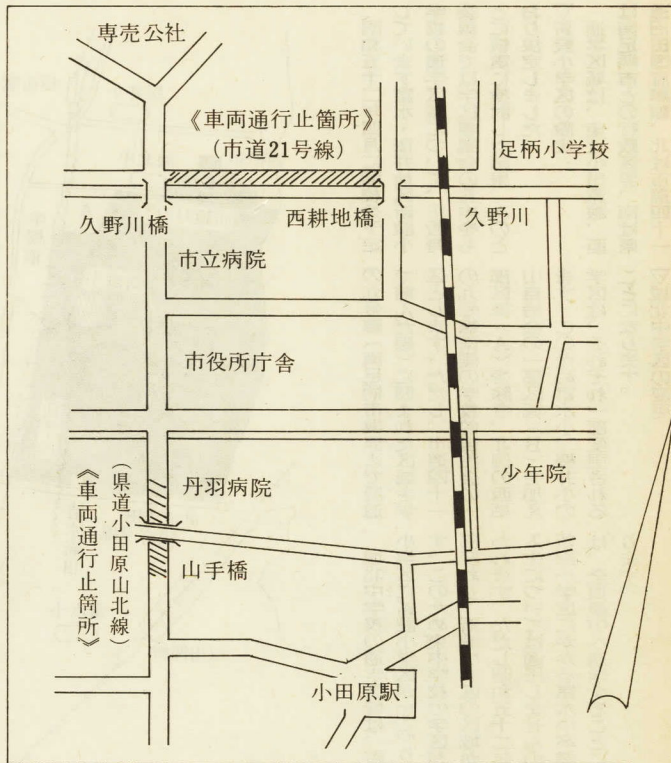 専売公社
《車両通行止箇所》
(市道21号線)
足柄小学校
久野川橋
西耕地橋
久野川
市立病院
市役所庁舎
丹羽病院
少年院
(県道小田原山北線)
《車両通行止箇所》
山手橋
小田原駅